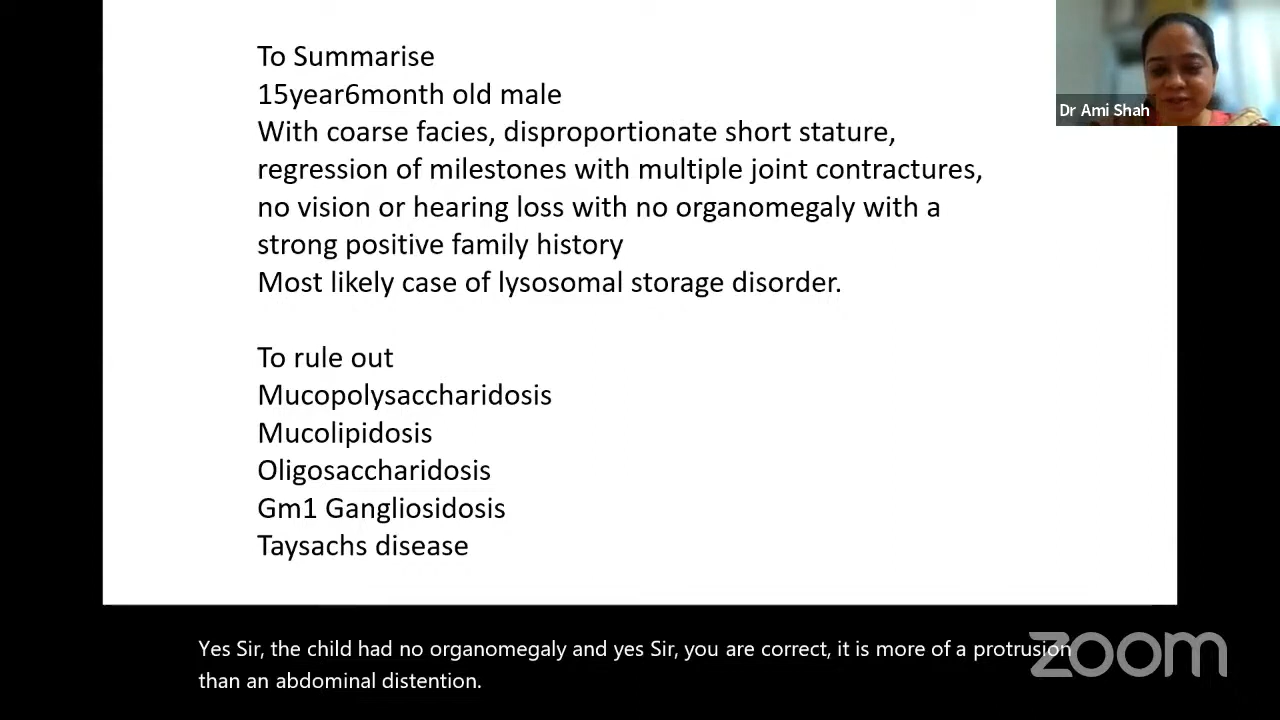 To Summarise
15year6month old male
With coarse facies, disproportionate short stature,
regression of milestones with multiple joint contractures,
no vision or hearing loss with no organomegaly with a
strong positive family history
Most likely case of lysosomal storage disorder.
To rule out
Mucopolysaccharidosis
Mucolipidosis
Oligosaccharidosis
Gm1 Gangliosidosis
Taysachs disease
Dr Ami Shah
Yes Sir, the child had no organomegaly and yes Sir, you are correct, it is more of a protrusion
than an abdominal distention.
zoom